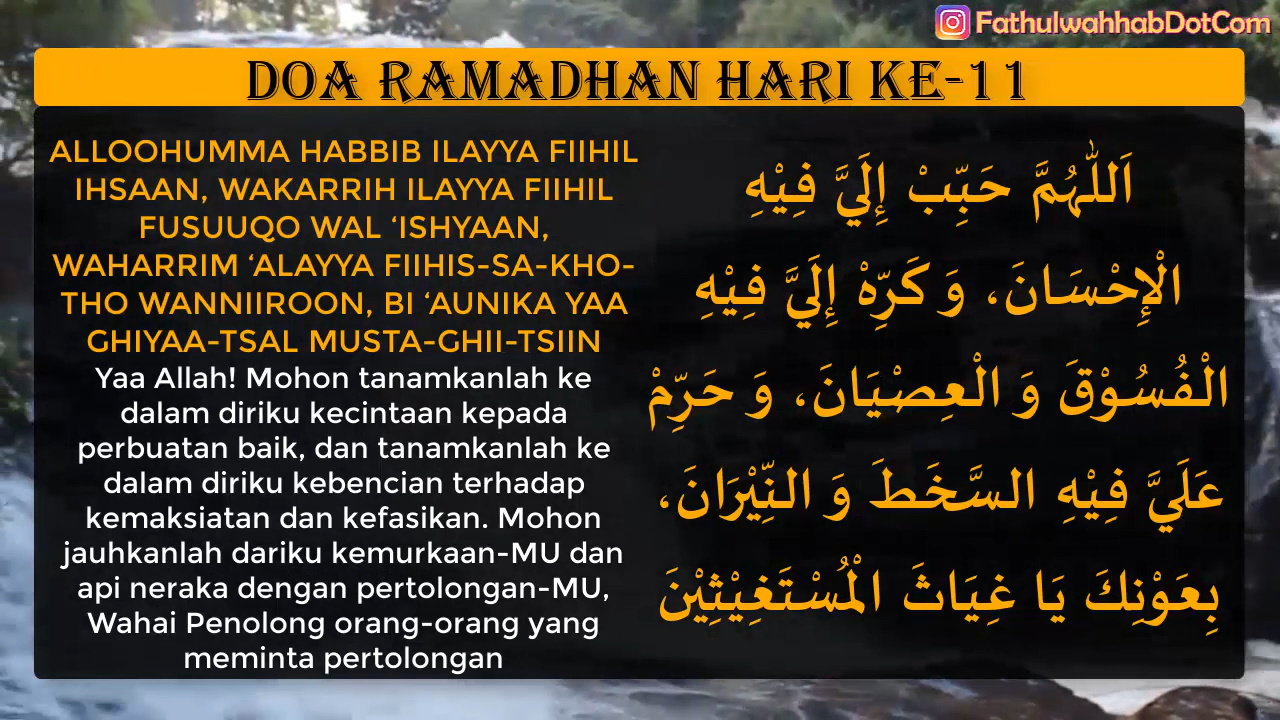 FathulwahhabDotCom
DOA RAMADHAN HARI KE-11
ALLOOHUMMA HABBIB ILAYYA FIIHIL
IHSAAN, WAKARRIH ILAYYA FIIHIL
FUSUUQO WAL ‘ISHYAAN,
WAHARRIM ‘ALAYYA FIIHIS-SA-KHO-
THO WANNIIROON, BI ‘AUNIKA YAA
GHIYAA-TSAL MUSTA-GHII-TSIIN
Yaa Allah! Mohon tanamkanlah ke
dalam diriku kecintaan kepada
perbuatan baik, dan tanamkanlah ke
dalam diriku kebencian terhadap
kemaksiatan dan kefasikan. Mohon
jauhkanlah dariku kemurkaan-MU dan
api neraka dengan pertolongan-MU,
Wahai Penolong orang-orang yang
meminta pertolongan
اَللّٰهُمَّ حَبِّبْ إِلَيَّ فِيْهِ
الْإِحْسَانَ، وَ كَرِّهْ إِلَيَّ فِيْهِ
الْفُسُوْقَ وَ الْعِصْيَانَ، وَ حَرِّمْ
عَلَيَّ فِيْهِ السَّخَطَ وَ النِّيْرَانَ،
بِعَوْنِكَ يَا غِيَاثَ الْمُسْتَغِيْثِيْنَ